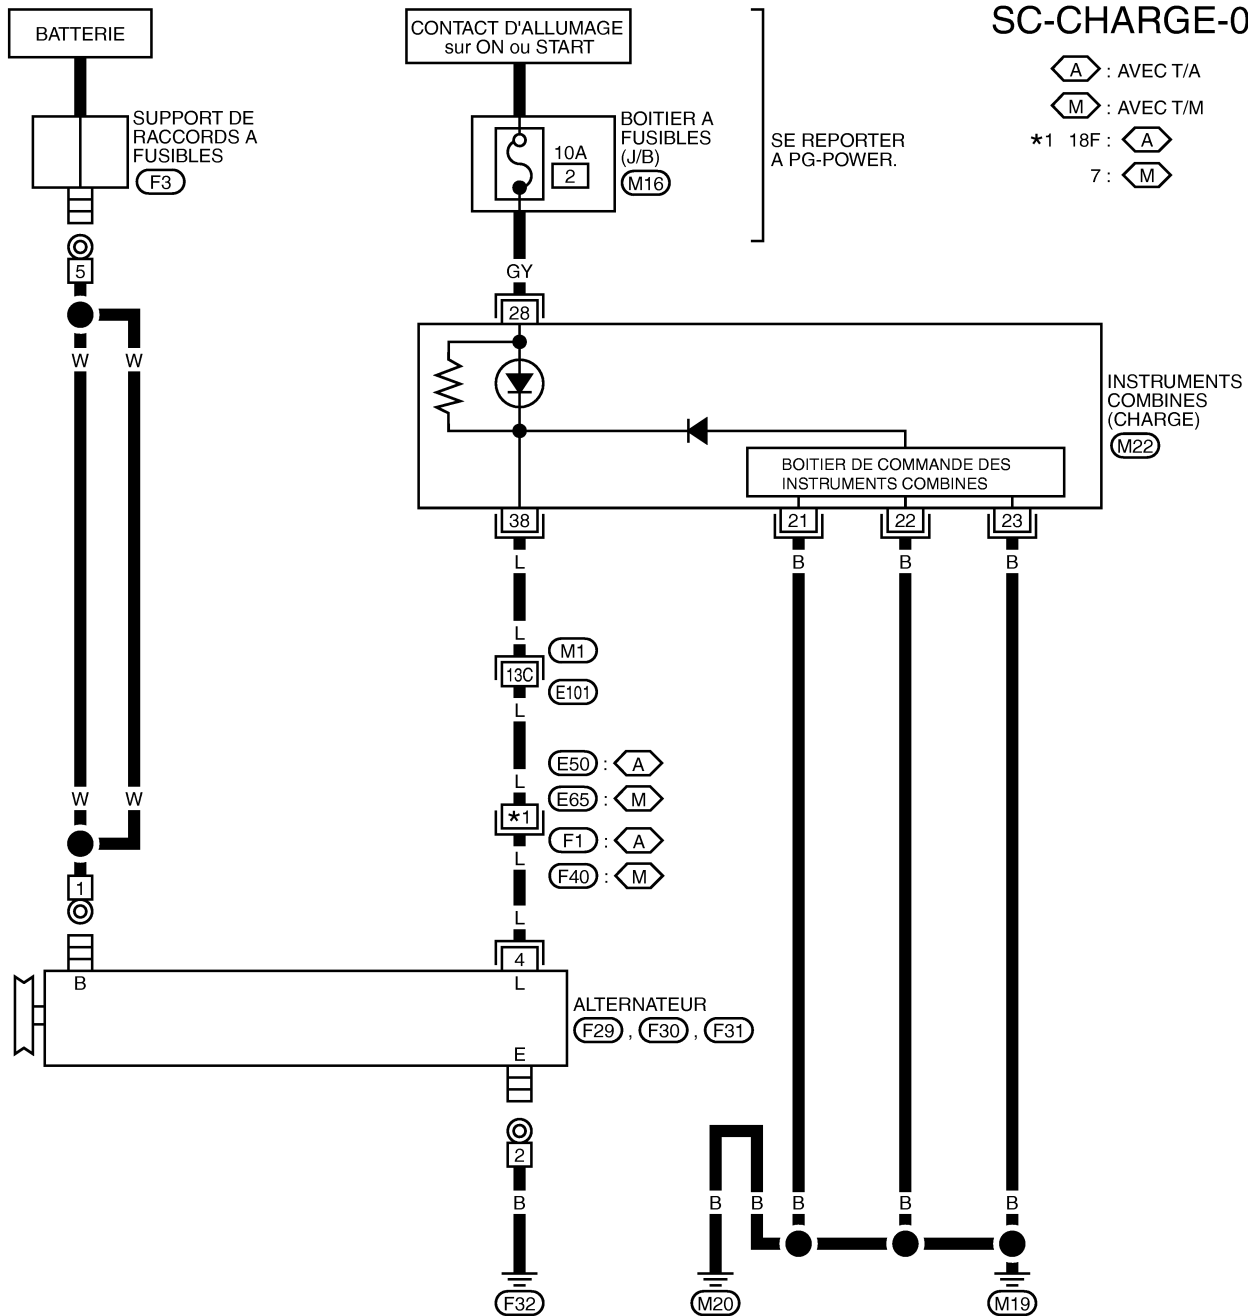 SC-CHARGE-0
BATTERIE
CONTACT D'ALLUMAGE
sur ON ou START
A : AVEC T/A
M : AVEC T/M
*1 18F : A
7 : M
SUPPORT DE
RACCORDS A
FUSIBLES
F3
10A
2
BOITIER A
FUSIBLES
(J/B)
M16
SE REPORTER
A PG-POWER.
5
GY
28
W W
INSTRUMENTS
COMBINES
(CHARGE)
M22
BOITIER DE COMMANDE DES
INSTRUMENTS COMBINES
38 21 22 23
L B B B
L
M1
13C
E101
L
E50 : A
L
E65 : M
W W
*1
F1 : A
L
F40 : M
1
L
4
B L
ALTERNATEUR
F29 , F30 , F31
E
2
B B B B B B
F32 M20 M19